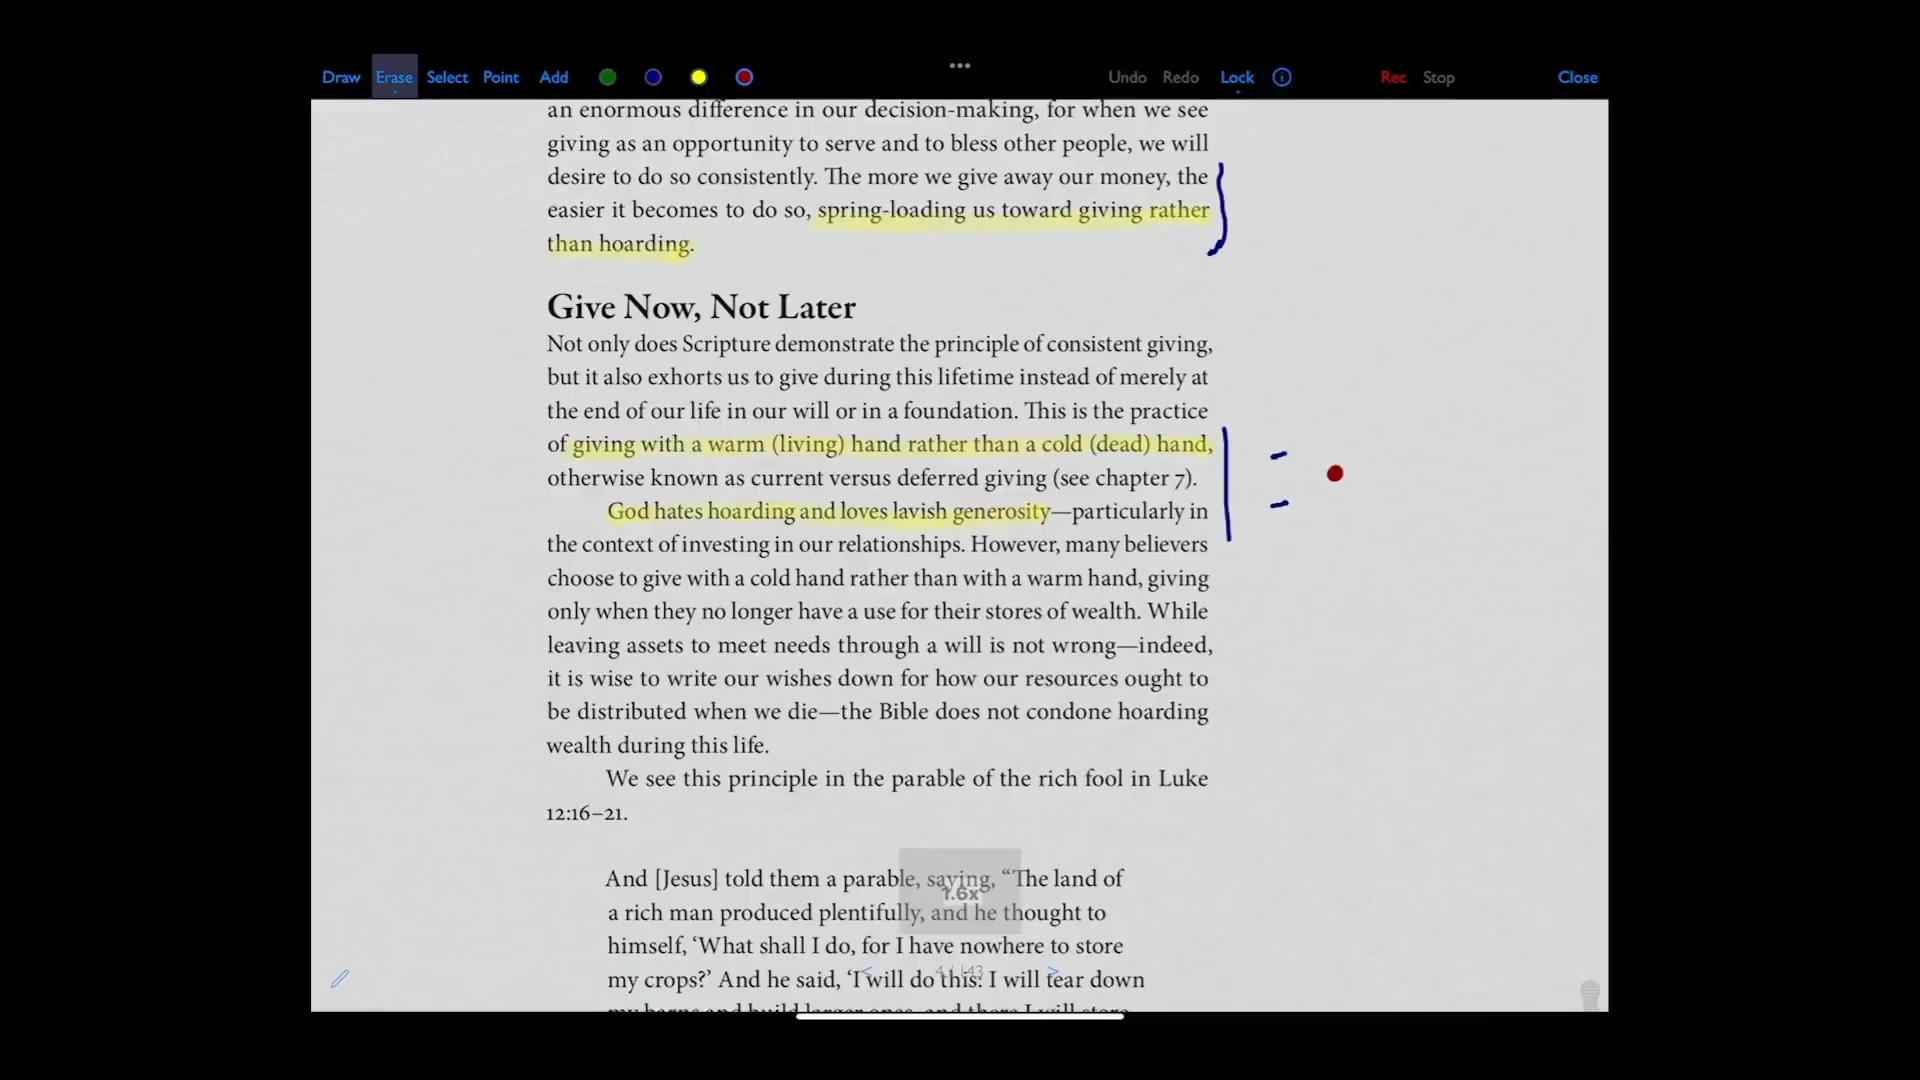 Draw Erase Select Point Add ••• Undo Redo Lock Rec Stop Close
an enormous difference in our decision-making, for when we see
giving as an opportunity to serve and to bless other people, we will
desire to do so consistently. The more we give away our money, the
easier it becomes to do so, spring-loading us toward giving rather
than hoarding.
Give Now, Not Later
Not only does Scripture demonstrate the principle of consistent giving,
but it also exhorts us to give during this lifetime instead of merely at
the end of our life in our will or in a foundation. This is the practice
of giving with a warm (living) hand rather than a cold (dead) hand,
otherwise known as current versus deferred giving (see chapter 7).
God hates hoarding and loves lavish generosity—particularly in
the context of investing in our relationships. However, many believers
choose to give with a cold hand rather than with a warm hand, giving
only when they no longer have a use for their stores of wealth. While
leaving assets to meet needs through a will is not wrong—indeed,
it is wise to write our wishes down for how our resources ought to
be distributed when we die—the Bible does not condone hoarding
wealth during this life.
We see this principle in the parable of the rich fool in Luke
12:16–21.
And [Jesus] told them a parable, saying, “The land of
1.6x
a rich man produced plentifully, and he thought to
himself, ‘What shall I do, for I have nowhere to store
my crops?’ And he said, ‘I will do this: I will tear down
my barns and build larger ones, and there I will store